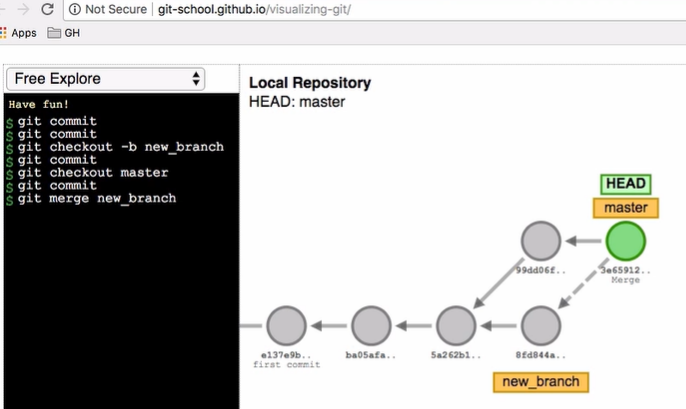 Not Secure | git-school.github.io/visualizing-git/
Apps GH
Free Explore
Have fun!
$ git commit
$ git commit
$ git checkout -b new_branch
$ git commit
$ git checkout master
$ git commit
$ git merge new_branch
Local Repository
HEAD: master
HEAD
master
99dd06f..
3e65912..
Merge
e137e9b..
first commit
ba05afa..
5a262b1..
8fd844a..
new_branch